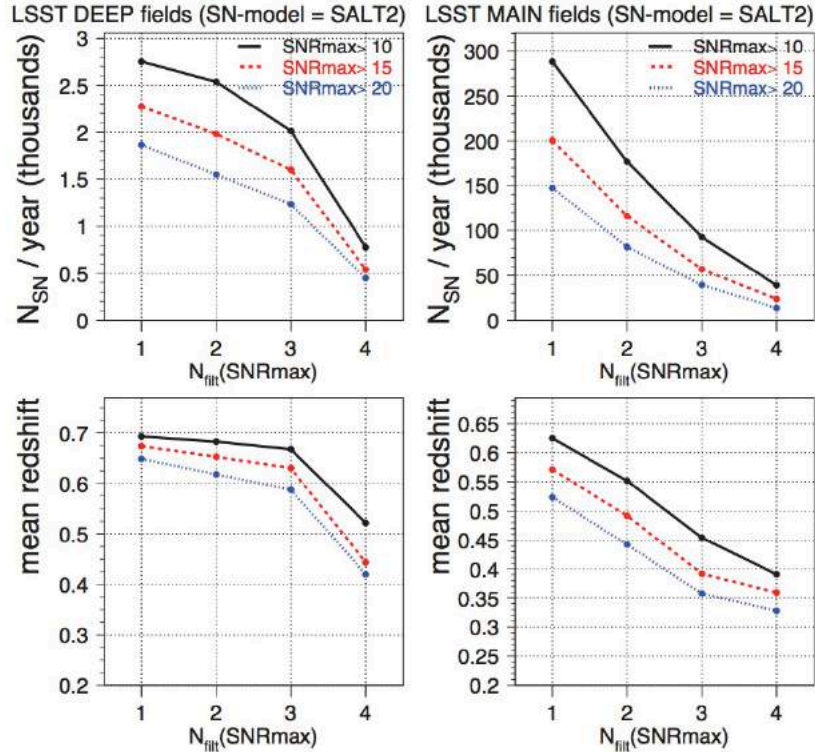 LSST DEEP fields (SN-model = SALT2)
N_SN / year (thousands)
3
2.5
2
1.5
1
0.5
0
SNRmax> 10
SNRmax> 15
SNRmax> 20
1 2 3 4
N_filt(SNRmax)
LSST MAIN fields (SN-model = SALT2)
N_SN / year (thousands)
300
250
200
150
100
50
0
SNRmax> 10
SNRmax> 15
SNRmax> 20
1 2 3 4
N_filt(SNRmax)
mean redshift
0.7
0.6
0.5
0.4
0.3
0.2
1 2 3 4
N_filt(SNRmax)
mean redshift
0.65
0.6
0.55
0.5
0.45
0.4
0.35
0.3
0.25
0.2
1 2 3 4
N_filt(SNRmax)